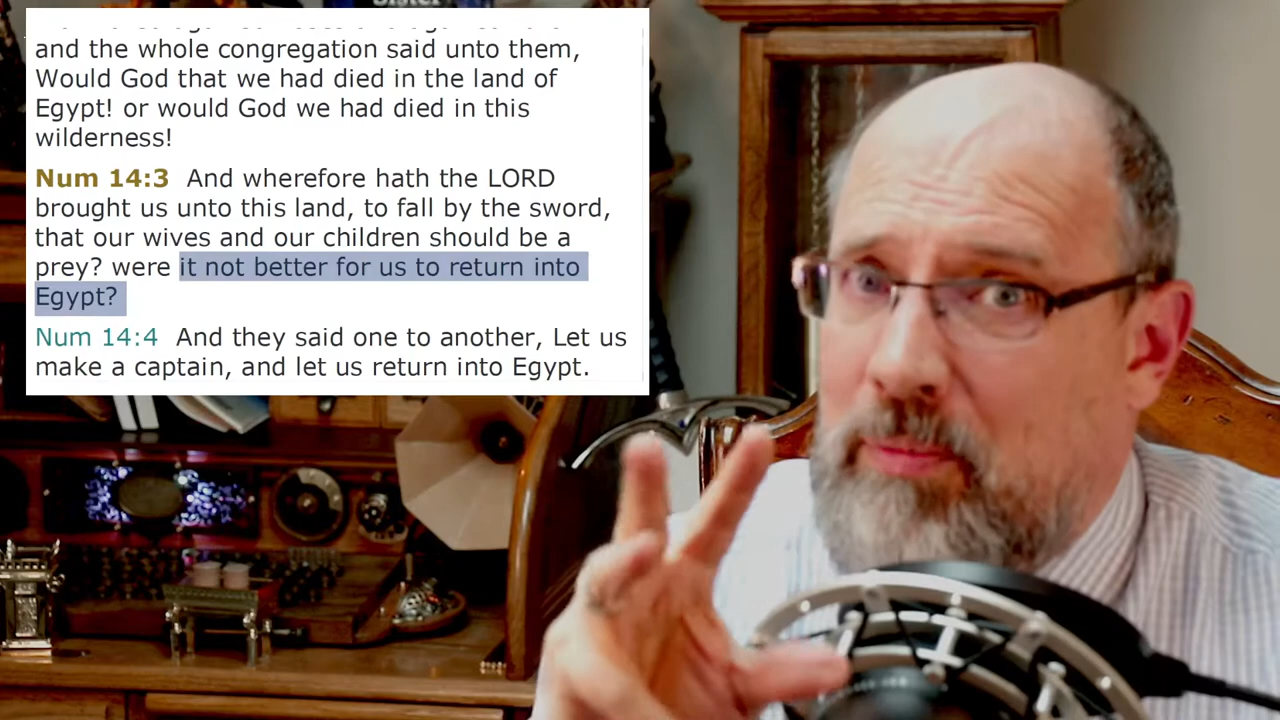 Sister
and the whole congregation said unto them,
Would God that we had died in the land of
Egypt! or would God we had died in this
wilderness!
Num 14:3 And wherefore hath the LORD
brought us unto this land, to fall by the sword,
that our wives and our children should be a
prey? were it not better for us to return into
Egypt?
Num 14:4 And they said one to another, Let us
make a captain, and let us return into Egypt.